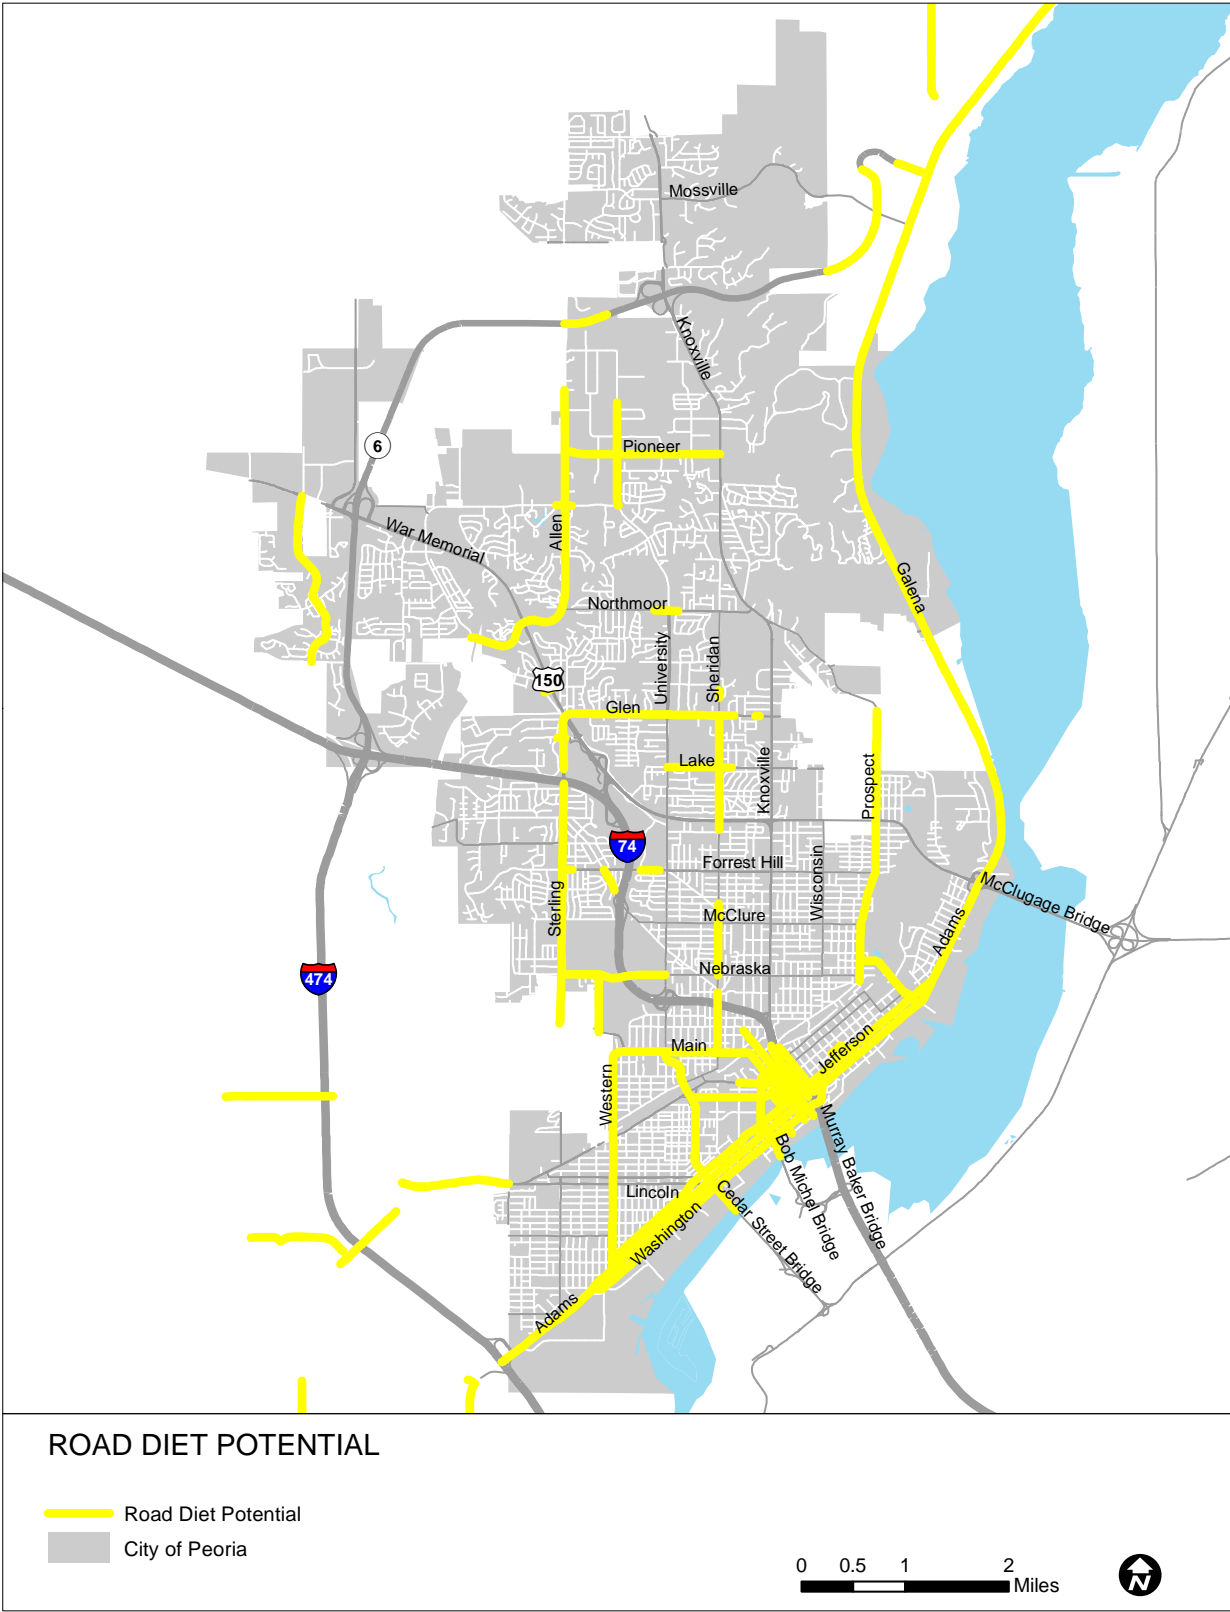 Mossville
Knoxville
6
Pioneer
War Memorial
Allen
Galena
Northmoor
University
Sheridan
150
Glen
Lake
Knoxville
Prospect
74
Forrest Hill
Wisconsin
McClugage Bridge
Sterling
McClure
Adams
Nebraska
474
Main
Jefferson
Western
Murray Baker Bridge
Bob Michel Bridge
Lincoln
Cedar Street Bridge
Washington
Adams
ROAD DIET POTENTIAL
Road Diet Potential
City of Peoria
0 0.5 1 2
Miles
N